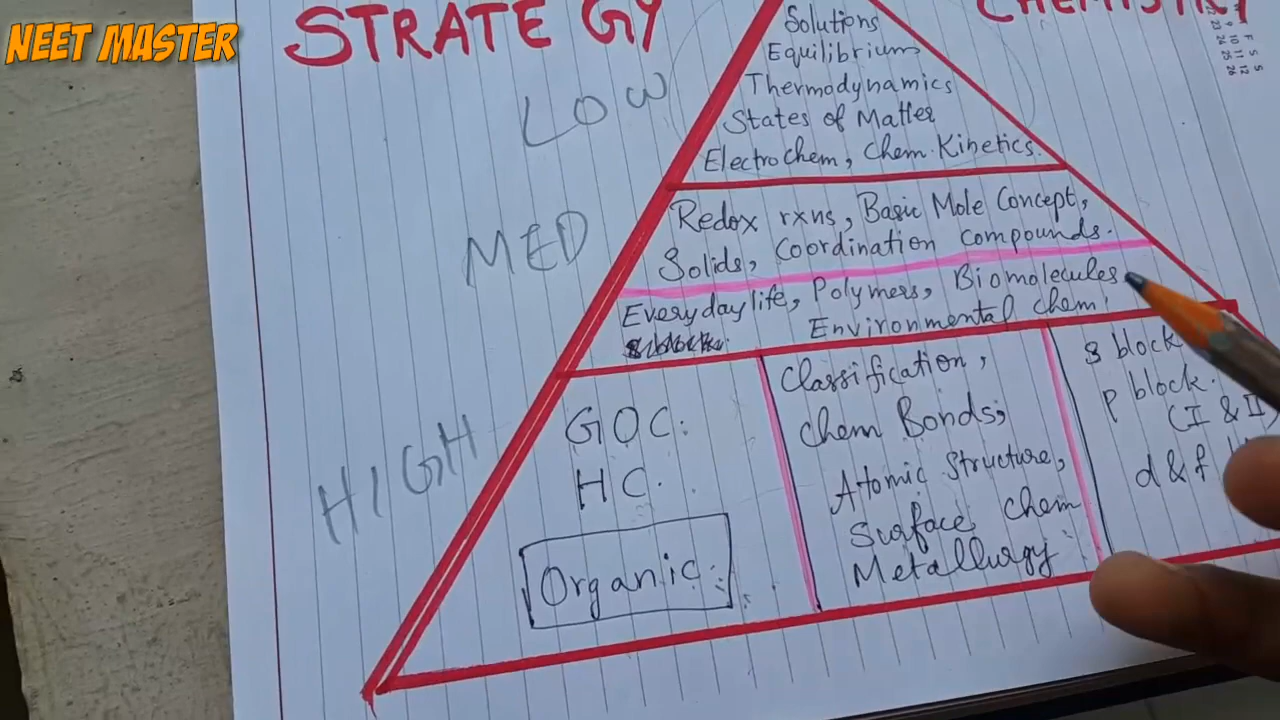 NEET MASTER
STRATEGY
CHEMISTRY
Solutions
Equilibrium
Thermodynamics
States of Matter
Electrochem, Chem. Kinetics.
LOW
Redox rxns, Basic Mole Concept,
Solids, Coordination compounds.
MED
Everyday life, Polymers, Biomolecules
Environmental chem.
HIGH
GOC.
HC.
Organic.
Classification,
Chem Bonds,
Atomic Structure,
Surface Chem
Metallurgy
S block
P block.
(I & II)
d & f